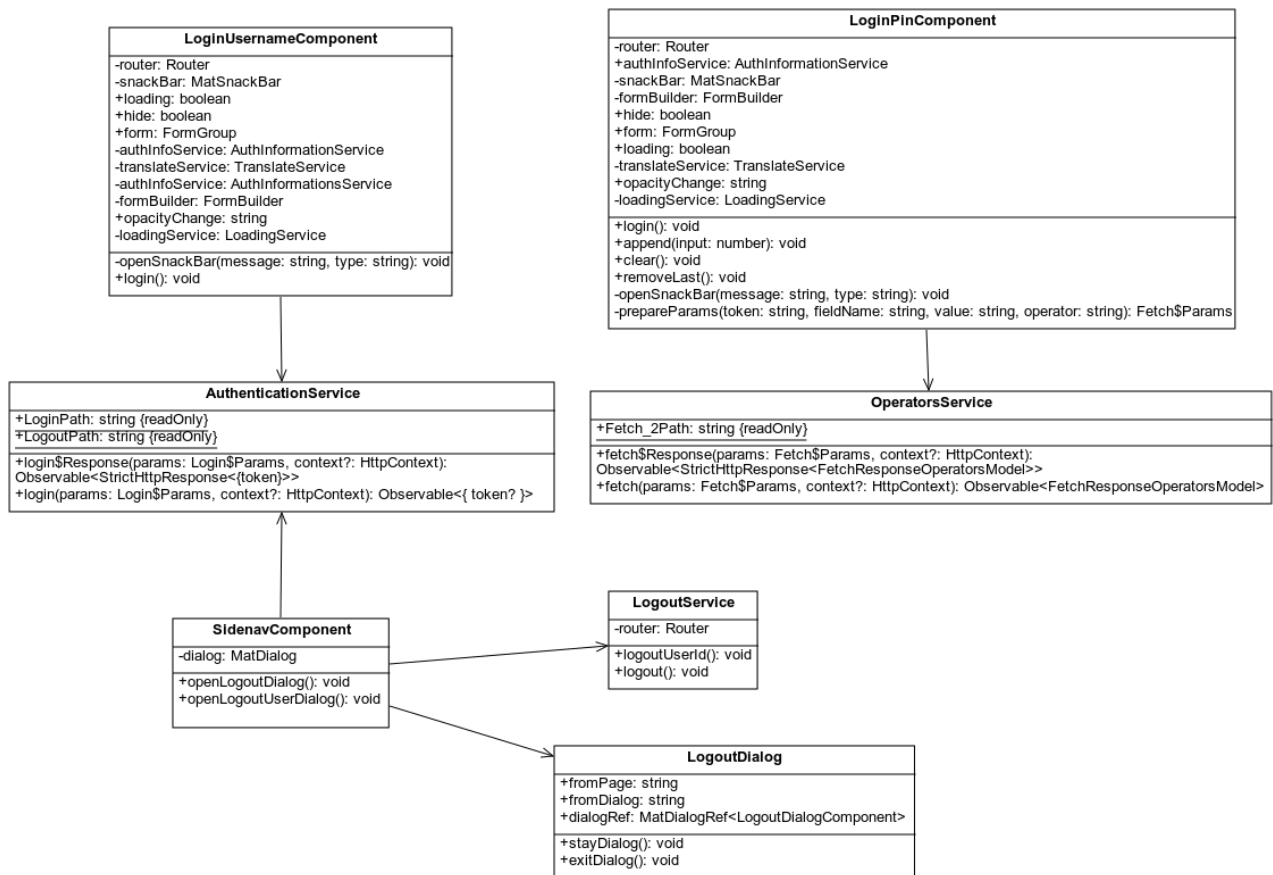 LoginUsernameComponent
-router: Router
-snackBar: MatSnackBar
+loading: boolean
+hide: boolean
+form: FormGroup
-authInfoService: AuthInformationService
-translateService: TranslateService
-authInfoService: AuthInformationsService
-formBuilder: FormBuilder
+opacityChange: string
-loadingService: LoadingService
-openSnackBar(message: string, type: string): void
+login(): void
LoginPinComponent
-router: Router
+authInfoService: AuthInformationService
-snackBar: MatSnackBar
-formBuilder: FormBuilder
+hide: boolean
+form: FormGroup
+loading: boolean
-translateService: TranslateService
+opacityChange: string
-loadingService: LoadingService
+login(): void
+append(input: number): void
+clear(): void
+removeLast(): void
-openSnackBar(message: string, type: string): void
-prepareParams(token: string, fieldName: string, value: string, operator: string): Fetch$Params
AuthenticationService
+LoginPath: string {readOnly}
+LogoutPath: string {readOnly}
+login$Response(params: Login$Params, context?: HttpContext):
Observable<StrictHttpResponse<{token}>>
+login(params: Login$Params, context?: HttpContext): Observable<{ token? }>
OperatorsService
+Fetch_2Path: string {readOnly}
+fetch$Response(params: Fetch$Params, context?: HttpContext):
Observable<StrictHttpResponse<FetchResponseOperatorsModel>>
+fetch(params: Fetch$Params, context?: HttpContext): Observable<FetchResponseOperatorsModel>
SidenavComponent
-dialog: MatDialog
+openLogoutDialog(): void
+openLogoutUserDialog(): void
LogoutService
-router: Router
+logoutUserId(): void
+logout(): void
LogoutDialog
+fromPage: string
+fromDialog: string
+dialogRef: MatDialogRef<LogoutDialogComponent>
+stayDialog(): void
+exitDialog(): void